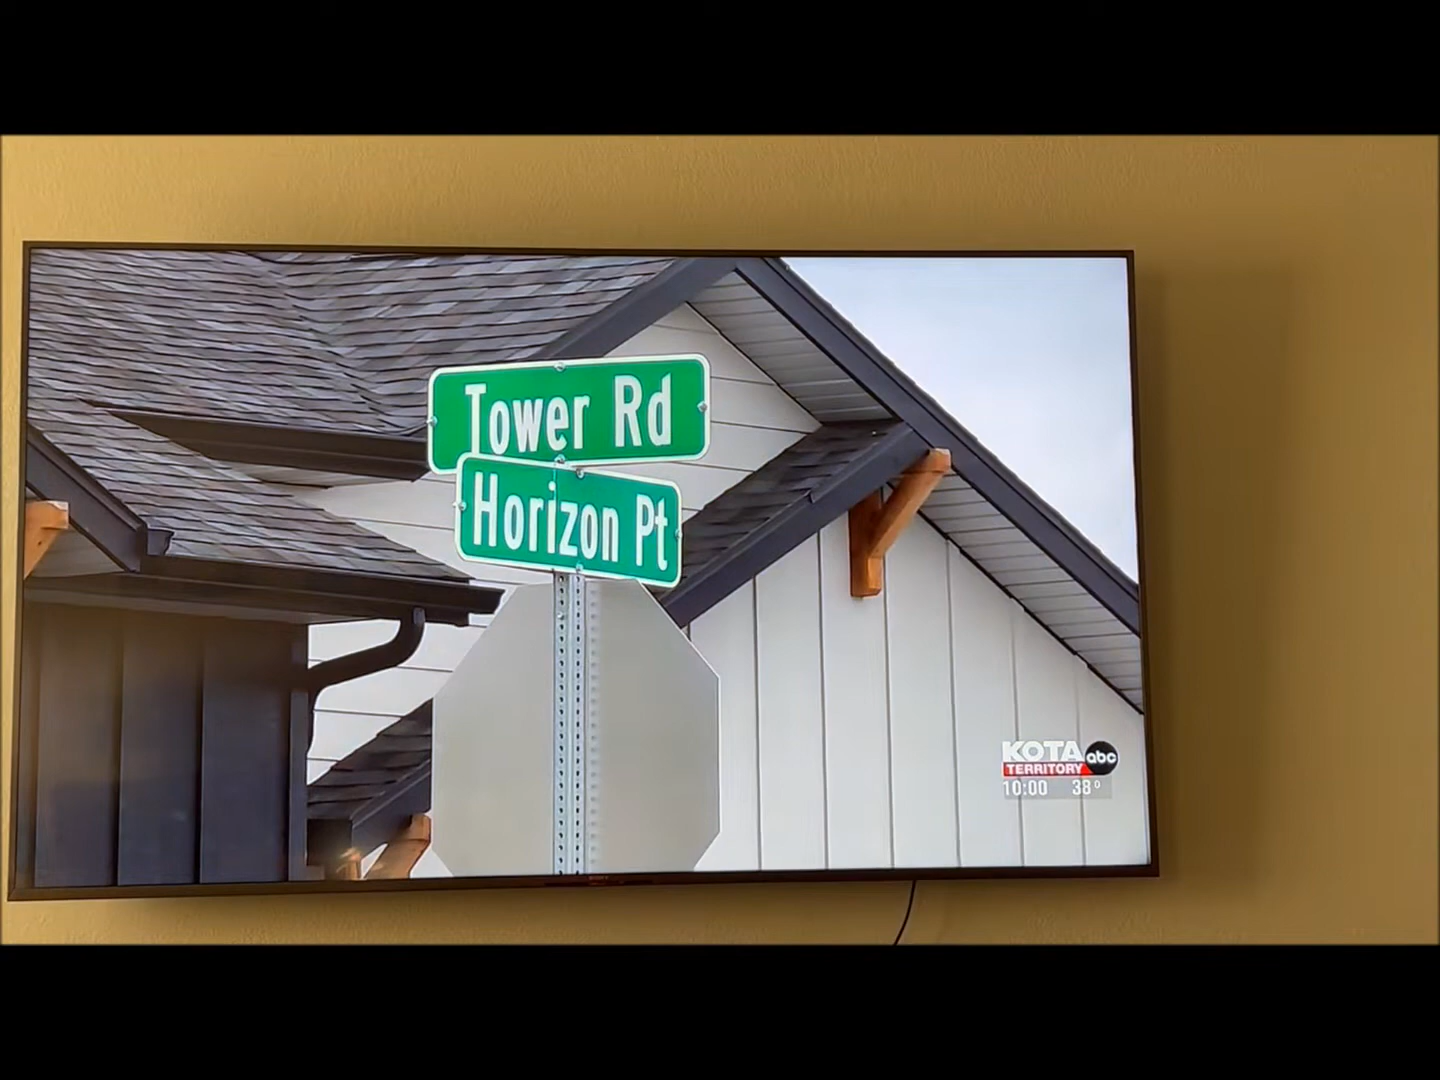 Tower Rd
Horizon Pt
KOTA abc
TERRITORY
10:00 38°